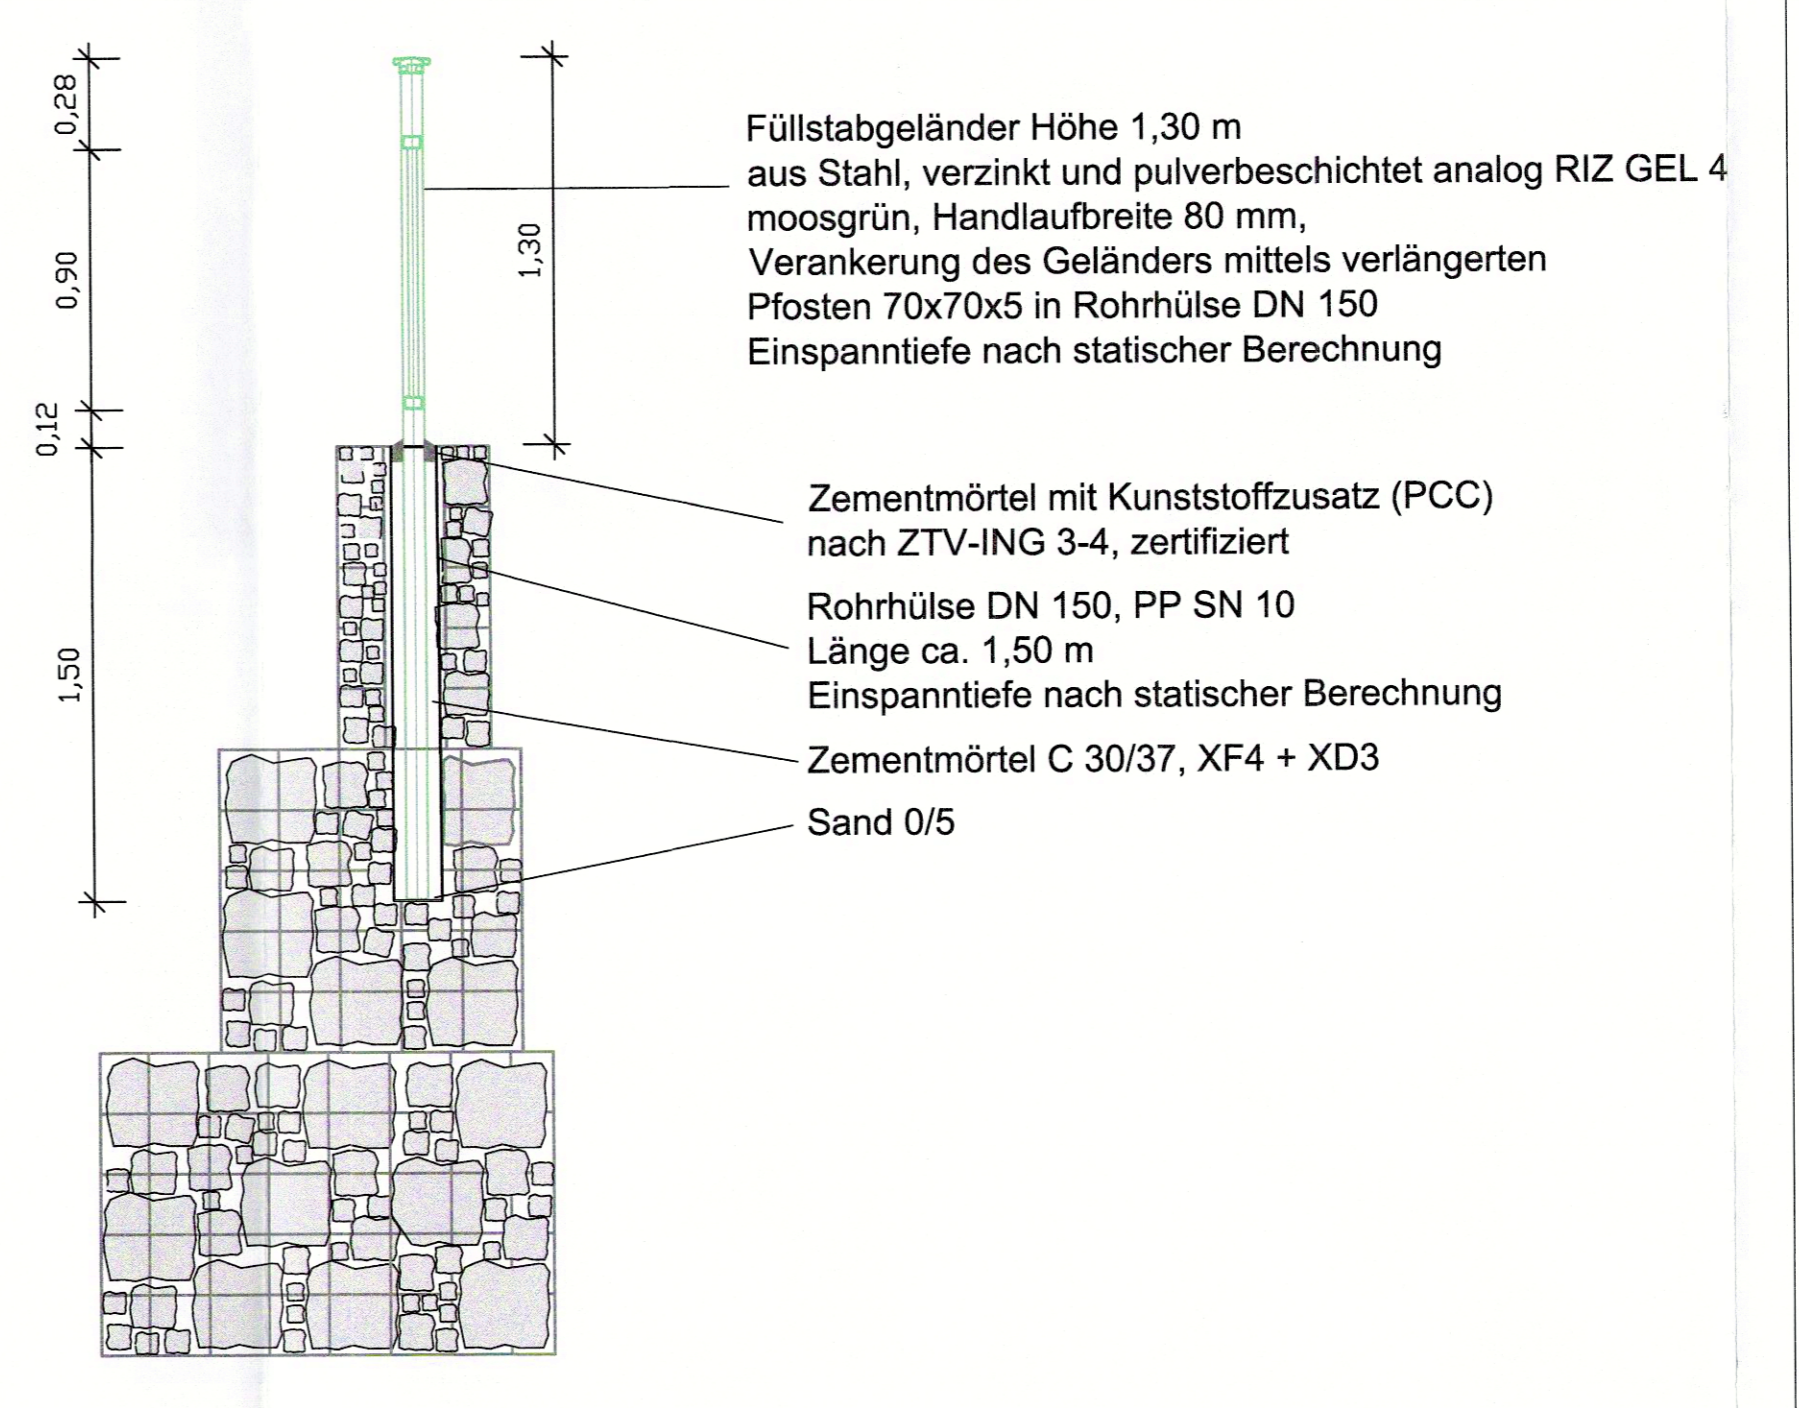 0,28
0,90
0,12
1,50
1,30
Füllstabgeländer Höhe 1,30 m
aus Stahl, verzinkt und pulverbeschichtet analog RIZ GEL 4
moosgrün, Handlaufbreite 80 mm,
Verankerung des Geländers mittels verlängerten
Pfosten 70x70x5 in Rohrhülse DN 150
Einspanntiefe nach statischer Berechnung
Zementmörtel mit Kunststoffzusatz (PCC)
nach ZTV-ING 3-4, zertifiziert
Rohrhülse DN 150, PP SN 10
Länge ca. 1,50 m
Einspanntiefe nach statischer Berechnung
Zementmörtel C 30/37, XF4 + XD3
Sand 0/5